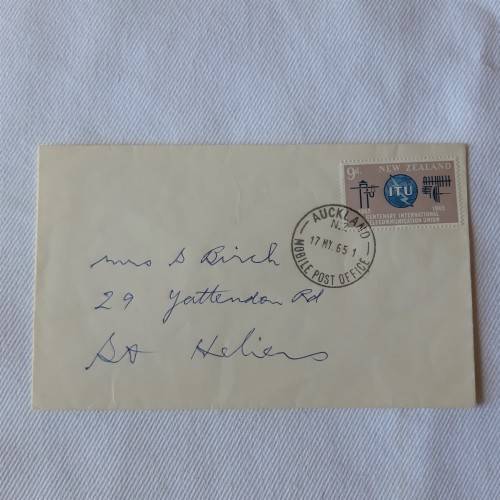 9d. NEW ZEALAND
ITU
1865 1965
CENTENARY INTERNATIONAL
TELECOMMUNICATION UNION
AUCKLAND
N.Z.
17 MY. 65 1
MOBILE POST OFFICE
Mrs S Birch
29 Yattendon Rd
St Heliers